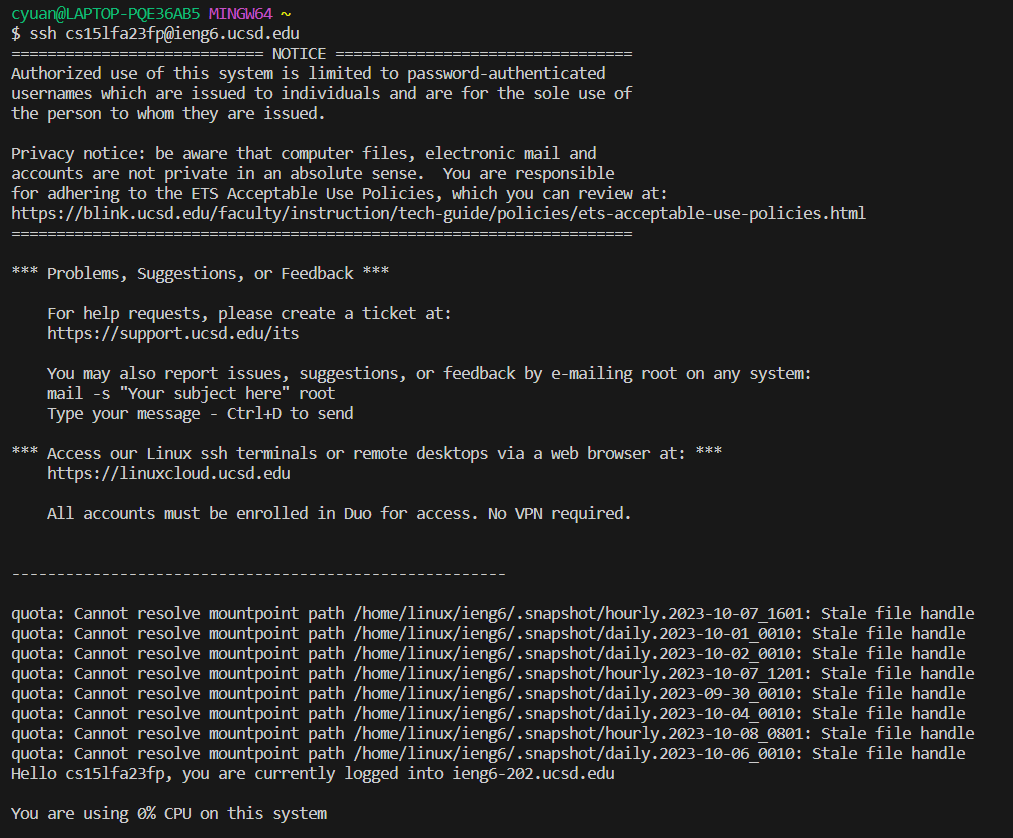 cyuan@LAPTOP-PQE36AB5 MINGW64 ~
$ ssh cs15lfa23fp@ieng6.ucsd.edu
============================ NOTICE =================================
Authorized use of this system is limited to password-authenticated
usernames which are issued to individuals and are for the sole use of
the person to whom they are issued.

Privacy notice: be aware that computer files, electronic mail and
accounts are not private in an absolute sense.  You are responsible
for adhering to the ETS Acceptable Use Policies, which you can review at:
https://blink.ucsd.edu/faculty/instruction/tech-guide/policies/ets-acceptable-use-policies.html
=====================================================================

*** Problems, Suggestions, or Feedback ***

    For help requests, please create a ticket at:
    https://support.ucsd.edu/its

    You may also report issues, suggestions, or feedback by e-mailing root on any system:
    mail -s "Your subject here" root
    Type your message - Ctrl+D to send

*** Access our Linux ssh terminals or remote desktops via a web browser at: ***
    https://linuxcloud.ucsd.edu

    All accounts must be enrolled in Duo for access. No VPN required.

-------------------------------------------------------

quota: Cannot resolve mountpoint path /home/linux/ieng6/.snapshot/hourly.2023-10-07_1601: Stale file handle
quota: Cannot resolve mountpoint path /home/linux/ieng6/.snapshot/daily.2023-10-01_0010: Stale file handle
quota: Cannot resolve mountpoint path /home/linux/ieng6/.snapshot/daily.2023-10-02_0010: Stale file handle
quota: Cannot resolve mountpoint path /home/linux/ieng6/.snapshot/hourly.2023-10-07_1201: Stale file handle
quota: Cannot resolve mountpoint path /home/linux/ieng6/.snapshot/daily.2023-09-30_0010: Stale file handle
quota: Cannot resolve mountpoint path /home/linux/ieng6/.snapshot/daily.2023-10-04_0010: Stale file handle
quota: Cannot resolve mountpoint path /home/linux/ieng6/.snapshot/hourly.2023-10-08_0801: Stale file handle
quota: Cannot resolve mountpoint path /home/linux/ieng6/.snapshot/daily.2023-10-06_0010: Stale file handle
Hello cs15lfa23fp, you are currently logged into ieng6-202.ucsd.edu

You are using 0% CPU on this system